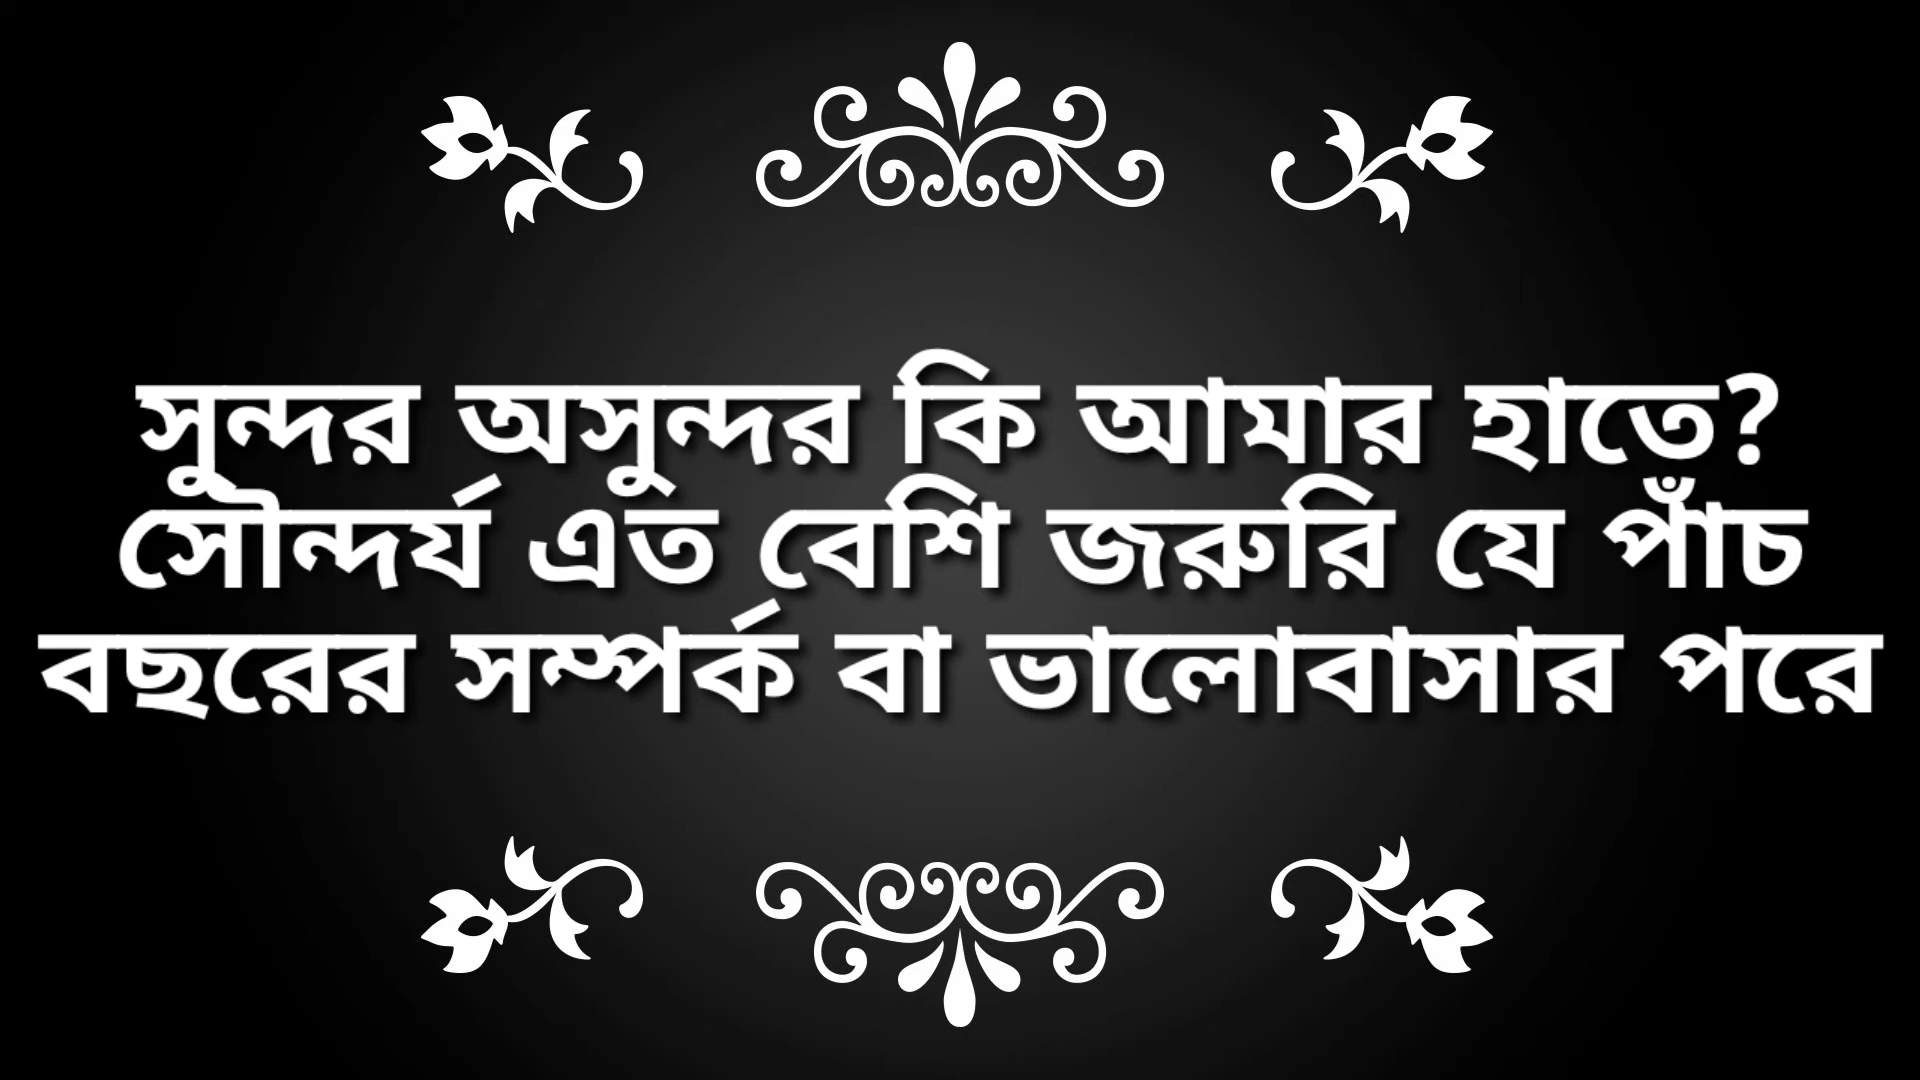 সুন্দর অসুন্দর কি আমার হাতে?
সৌন্দর্য এত বেশি জরুরি যে পাঁচ
বছরের সম্পর্ক বা ভালোবাসার পরে